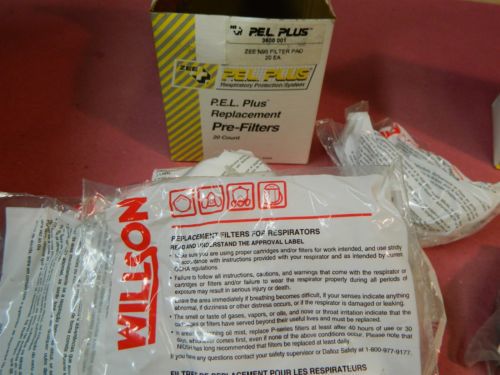 P.E.L. PLUS™
3600 001
ZEE N95 FILTER PAD
20 EA
ZEE P.E.L. PLUS™
Respiratory Protection System
P.E.L. Plus™
Replacement
Pre-Filters
20 Count
WILLSON
REPLACEMENT FILTERS FOR RESPIRATORS
READ AND UNDERSTAND THE APPROVAL LABEL
• Make sure you are using proper cartridges and/or filters for work intended, and use strictly
in accordance with instructions provided with your respirator and as intended by current
OSHA regulations.
• Failure to follow all instructions, cautions, and warnings that come with the respirator or
cartridges or filters and/or failure to wear the respirator properly during all periods of
exposure may result in serious injury or death.
• Leave the area immediately if breathing becomes difficult, if your senses indicate anything
abnormal, if dizziness or other distress occurs, or if the respirator is damaged or leaking.
• The smell or taste of gases, vapors, or oils, and nose or throat irritation indicate that the
cartridges or filters have served beyond their useful lives and must be replaced.
• In areas containing oil mist, replace P-series filters at least after 40 hours of use or 30
days, whichever comes first, even if none of the above conditions occur. Please note that
NIOSH has long recommended that filters be replaced at least daily.
If you have any questions contact your safety supervisor or Dalloz Safety at 1-800-977-9177.
FILTRES DE REMPLACEMENT POUR LES RESPIRATEURS